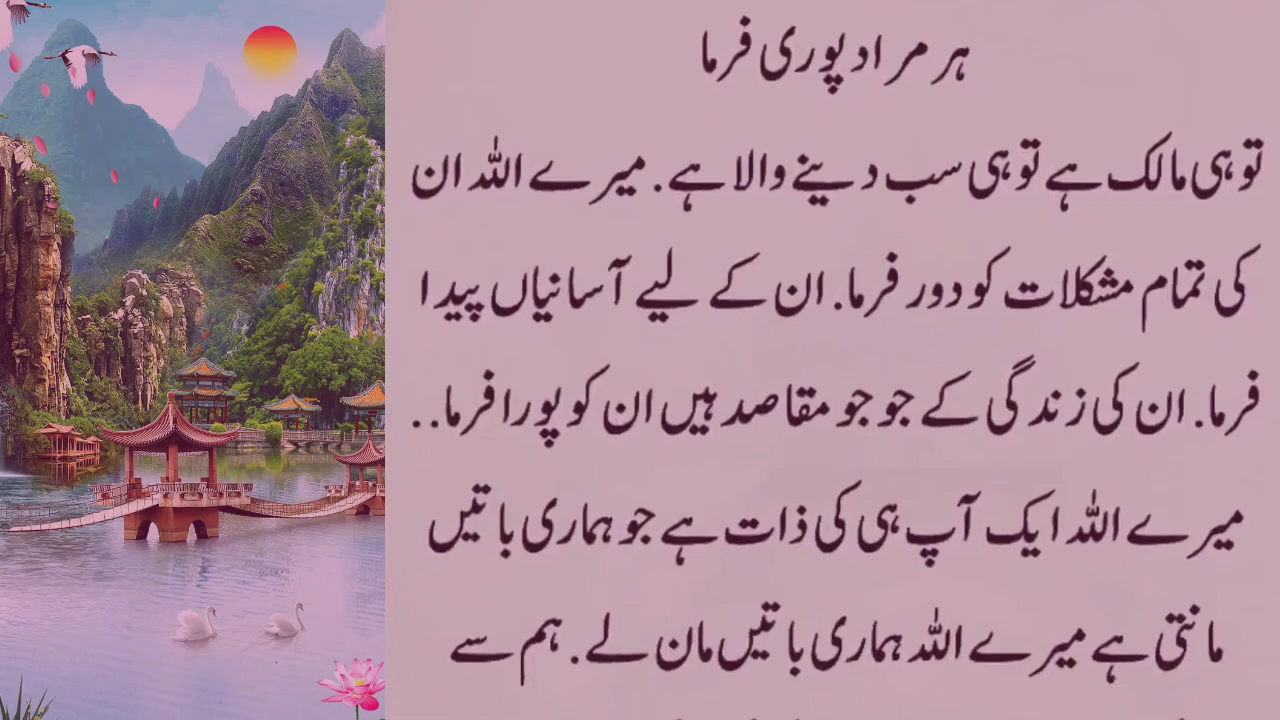 ہر مراد پوری فرما
تو ہی مالک ہے تو ہی سب دینے والا ہے. میرے اللہ ان
کی تمام مشکلات کو دور فرما. ان کے لیے آسانیاں پیدا
فرما. ان کی زندگی کے جو جو مقاصد ہیں ان کو پورا فرما..
میرے اللہ ایک آپ ہی کی ذات ہے جو ہماری باتیں
مانتی ہے میرے اللہ ہماری باتیں مان لے. ہم سے